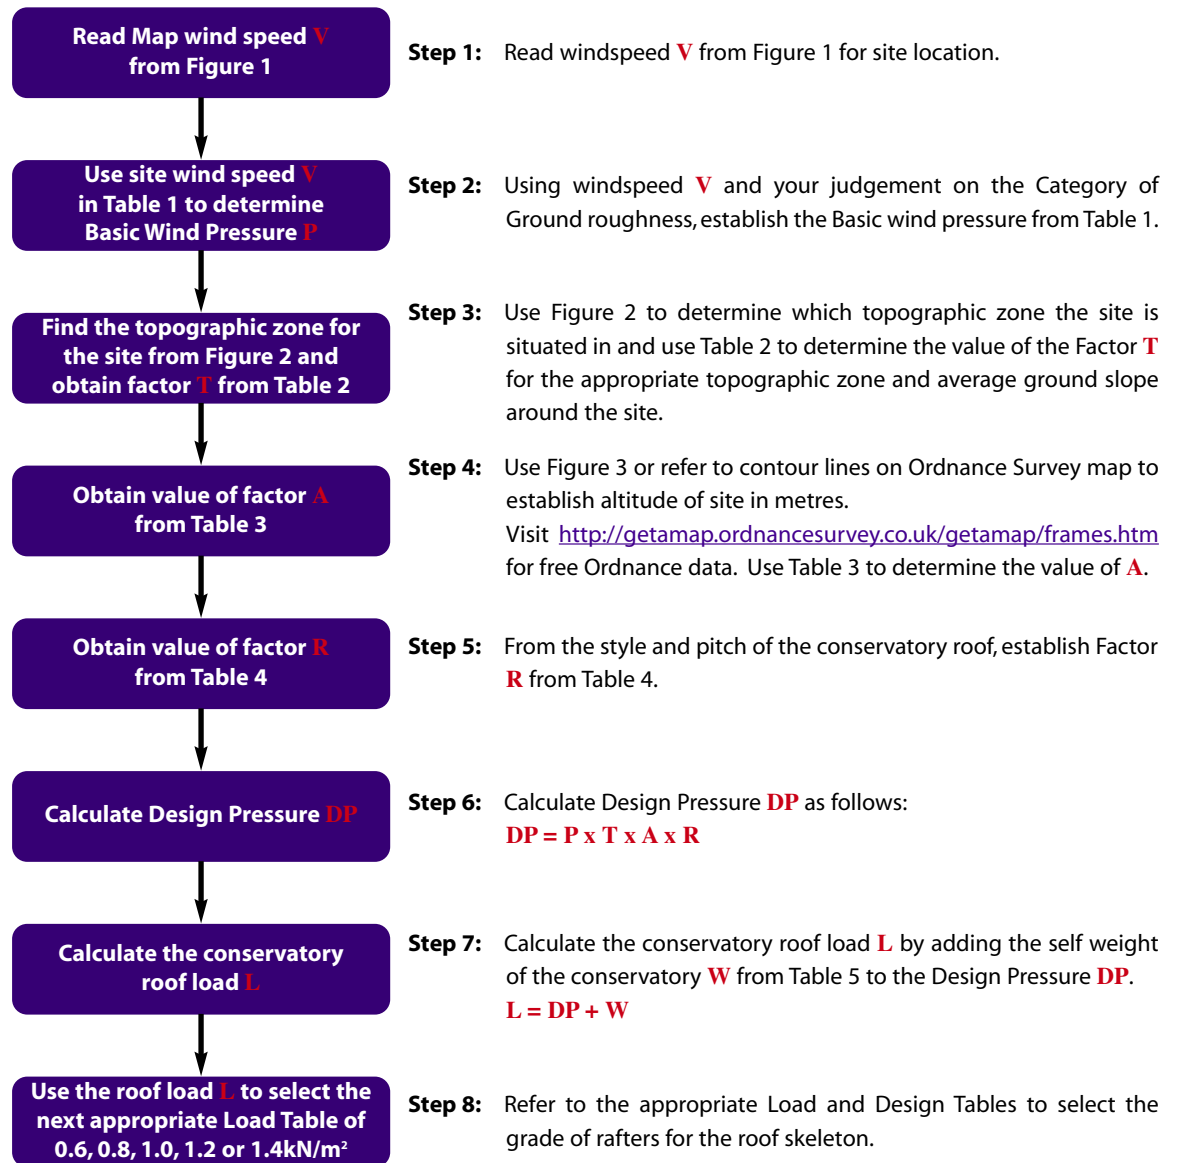 Read Map wind speed V
from Figure 1
Step 1: Read windspeed V from Figure 1 for site location.
Use site wind speed V
in Table 1 to determine
Basic Wind Pressure P
Step 2: Using windspeed V and your judgement on the Category of
Ground roughness, establish the Basic wind pressure from Table 1.
Find the topographic zone for
the site from Figure 2 and
obtain factor T from Table 2
Step 3: Use Figure 2 to determine which topographic zone the site is
situated in and use Table 2 to determine the value of the Factor T
for the appropriate topographic zone and average ground slope
around the site.
Obtain value of factor A
from Table 3
Step 4: Use Figure 3 or refer to contour lines on Ordnance Survey map to
establish altitude of site in metres.
Visit http://getamap.ordnancesurvey.co.uk/getamap/frames.htm
for free Ordnance data. Use Table 3 to determine the value of A.
Obtain value of factor R
from Table 4
Step 5: From the style and pitch of the conservatory roof, establish Factor
R from Table 4.
Calculate Design Pressure DP
Step 6: Calculate Design Pressure DP as follows:
DP = P x T x A x R
Calculate the conservatory
roof load L
Step 7: Calculate the conservatory roof load L by adding the self weight
of the conservatory W from Table 5 to the Design Pressure DP.
L = DP + W
Use the roof load L to select the
next appropriate Load Table of
0.6, 0.8, 1.0, 1.2 or 1.4kN/m²
Step 8: Refer to the appropriate Load and Design Tables to select the
grade of rafters for the roof skeleton.